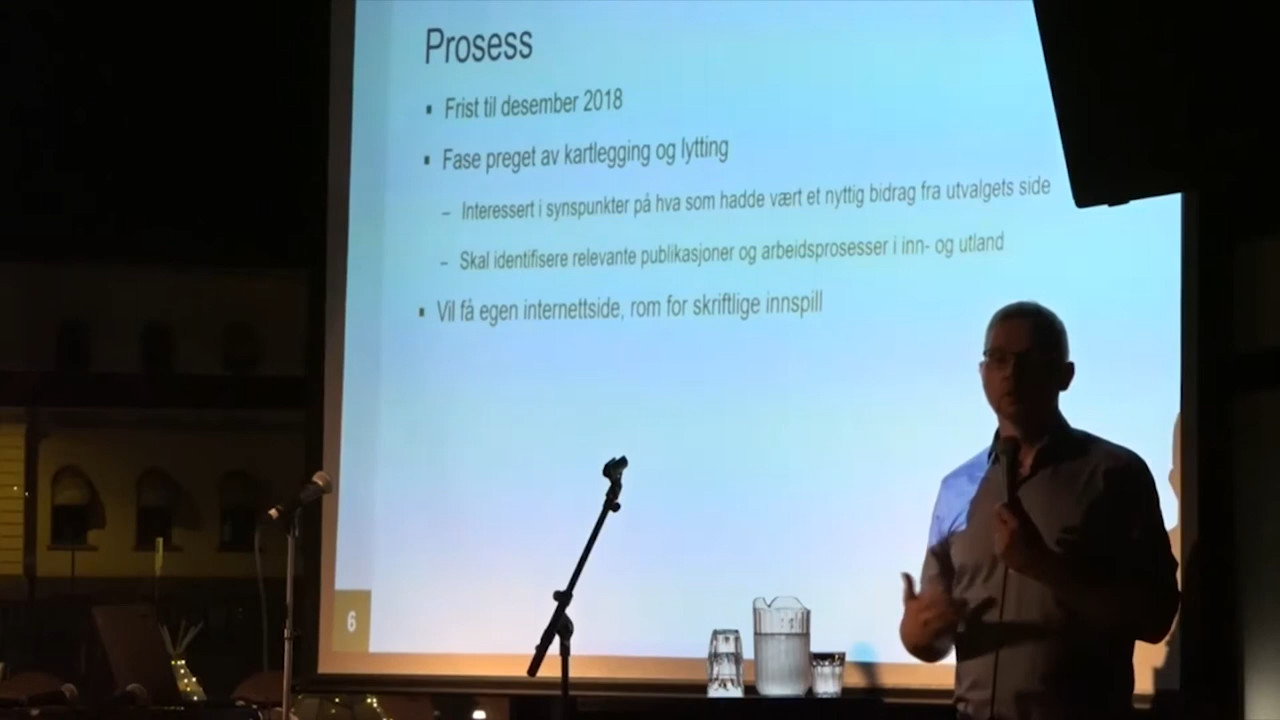 Prosess
▪ Frist til desember 2018
▪ Fase preget av kartlegging og lytting
– Interessert i synspunkter på hva som hadde vært et nyttig bidrag fra utvalgets side
– Skal identifisere relevante publikasjoner og arbeidsprosesser i inn- og utland
▪ Vil få egen internettside, rom for skriftlige innspill
6